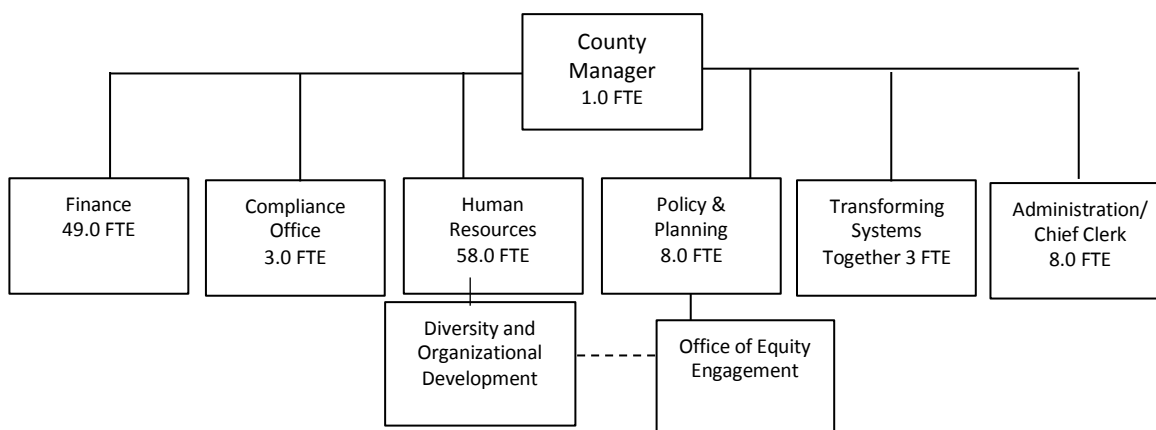 County
Manager
1.0 FTE
Finance
49.0 FTE
Compliance
Office
3.0 FTE
Human
Resources
58.0 FTE
Policy &
Planning
8.0 FTE
Transforming
Systems
Together 3 FTE
Administration/
Chief Clerk
8.0 FTE
Diversity and
Organizational
Development
Office of Equity
Engagement